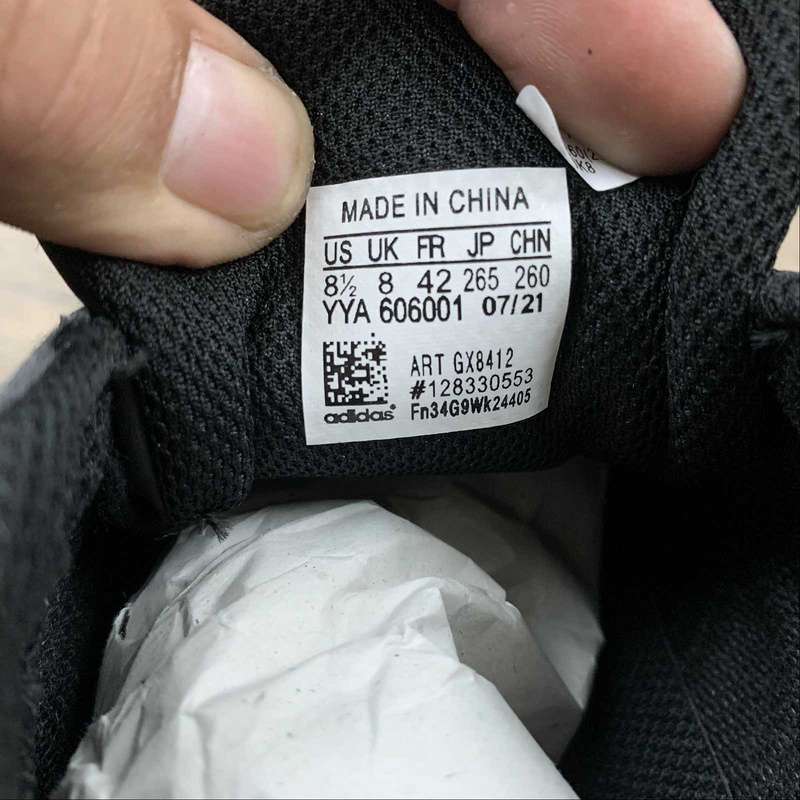 MADE IN CHINA
US UK FR JP CHN
8½ 8 42 265 260
YYA 606001 07/21
ART GX8412
#128330553
adidas Fn34G9Wk24405
K8